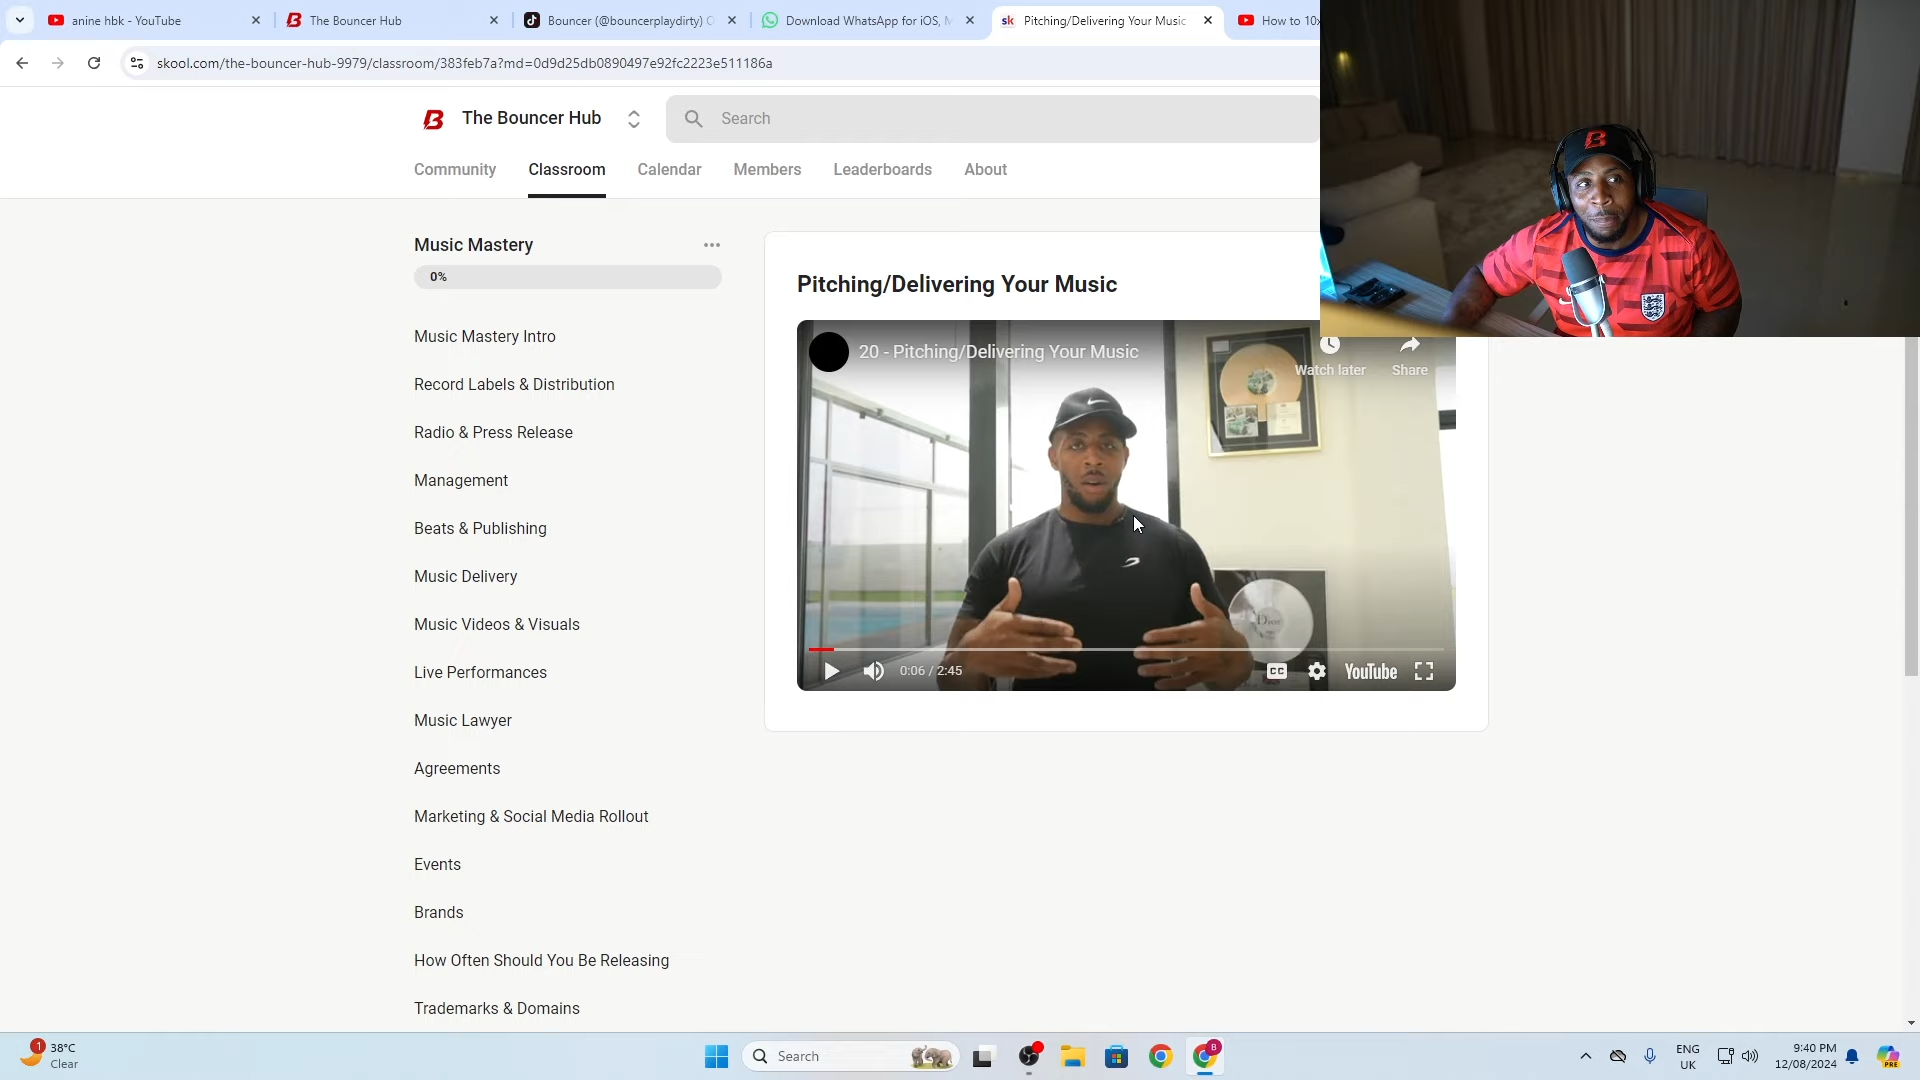 anine hbk - YouTube
The Bouncer Hub
Bouncer (@bouncerplaydirty)
Download WhatsApp for iOS,
Pitching/Delivering Your Music
How to 10x
skool.com/the-bouncer-hub-9979/classroom/383feb7a?md=0d9d25db0890497e92fc2223e511186a
B
The Bouncer Hub
Search
Community
Classroom
Calendar
Members
Leaderboards
About
Music Mastery
0%
Music Mastery Intro
Record Labels & Distribution
Radio & Press Release
Management
Beats & Publishing
Music Delivery
Music Videos & Visuals
Live Performances
Music Lawyer
Agreements
Marketing & Social Media Rollout
Events
Brands
How Often Should You Be Releasing
Trademarks & Domains
Pitching/Delivering Your Music
20 - Pitching/Delivering Your Music
Watch later
Share
Dior
0:06 / 2:45
CC
YouTube
B
1
38°C
Clear
Search
B
ENG
UK
9:40 PM
12/08/2024
PRE